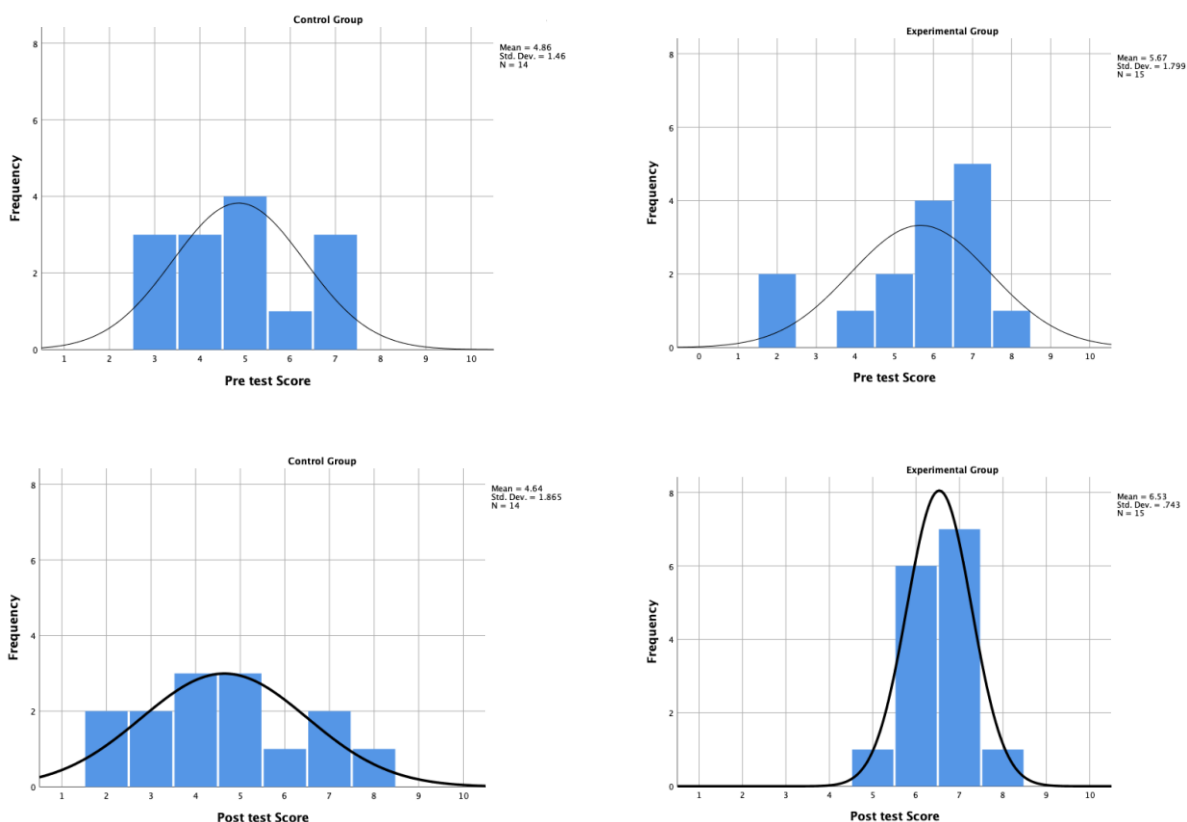 Control Group
Mean = 4.86
Std. Dev. = 1.46
N = 14
Frequency
8
6
4
2
0
1 2 3 4 5 6 7 8 9 10
Pre test Score
Experimental Group
Mean = 5.67
Std. Dev. = 1.799
N = 15
Frequency
8
6
4
2
0
0 1 2 3 4 5 6 7 8 9 10
Pre test Score
Control Group
Mean = 4.64
Std. Dev. = 1.865
N = 14
Frequency
8
6
4
2
0
1 2 3 4 5 6 7 8 9 10
Post test Score
Experimental Group
Mean = 6.53
Std. Dev. = .743
N = 15
Frequency
8
6
4
2
0
1 2 3 4 5 6 7 8 9 10
Post test Score